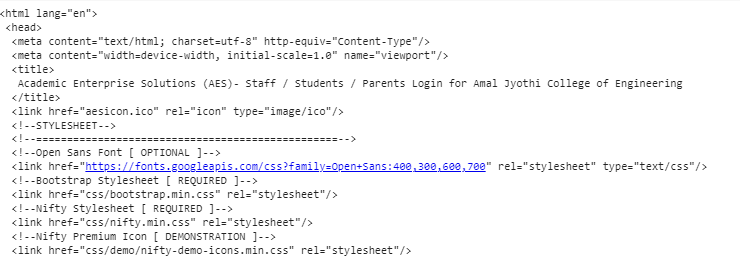 <html lang="en">
<head>
<meta content="text/html; charset=utf-8" http-equiv="Content-Type"/>
<meta content="width=device-width, initial-scale=1.0" name="viewport"/>
<title>
Academic Enterprise Solutions (AES)- Staff / Students / Parents Login for Amal Jyothi College of Engineering
</title>
<link href="aesicon.ico" rel="icon" type="image/ico"/>
<!--STYLESHEET-->
<!--=================================================-->
<!--Open Sans Font [ OPTIONAL ]-->
<link href="https://fonts.googleapis.com/css?family=Open+Sans:400,300,600,700" rel="stylesheet" type="text/css"/>
<!--Bootstrap Stylesheet [ REQUIRED ]-->
<link href="css/bootstrap.min.css" rel="stylesheet"/>
<!--Nifty Stylesheet [ REQUIRED ]-->
<link href="css/nifty.min.css" rel="stylesheet"/>
<!--Nifty Premium Icon [ DEMONSTRATION ]-->
<link href="css/demo/nifty-demo-icons.min.css" rel="stylesheet"/>